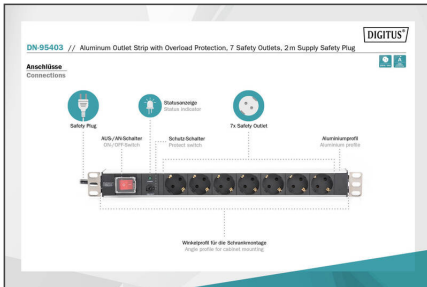 DIGITUS®
DN-95403 // Aluminum Outlet Strip with Overload Protection, 7 Safety Outlets, 2 m Supply Safety Plug
Anschlüsse
Connections
Safety Plug
Statusanzeige
Status indicator
7x Safety Outlet
AUS-/AN-Schalter
ON-/OFF-Switch
Schutz-Schalter
Protect switch
Aluminiumprofil
Aluminium profile
Winkelprofil für die Schrankmontage
Angle profile for cabinet mounting